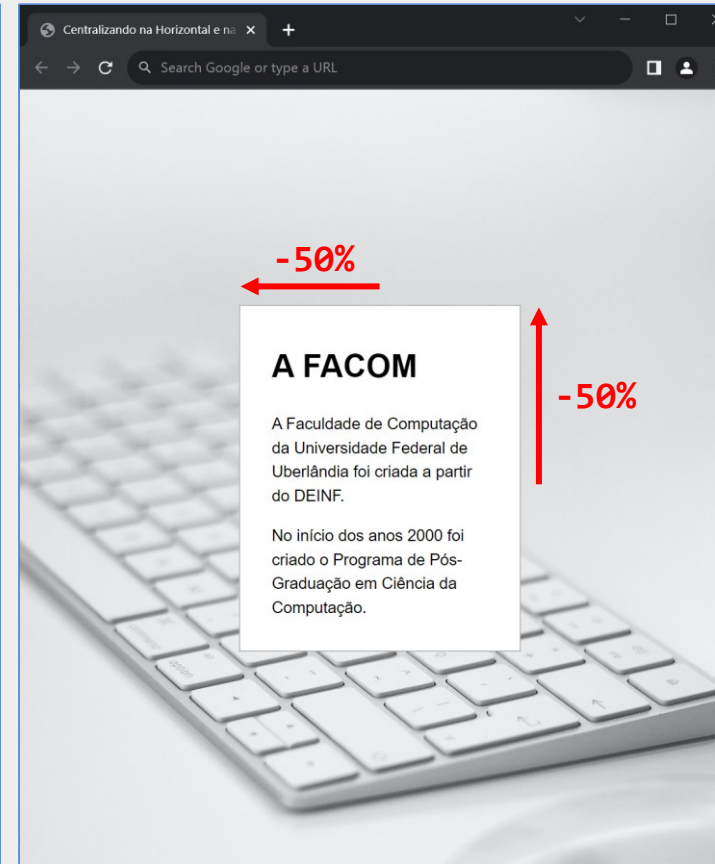 Centralizando na Horizontal e na
Search Google or type a URL
-50%
A FACOM
-50%
A Faculdade de Computação
da Universidade Federal de
Uberlândia foi criada a partir
do DEINF.
No início dos anos 2000 foi
criado o Programa de Pós-
Graduação em Ciência da
Computação.
command
option